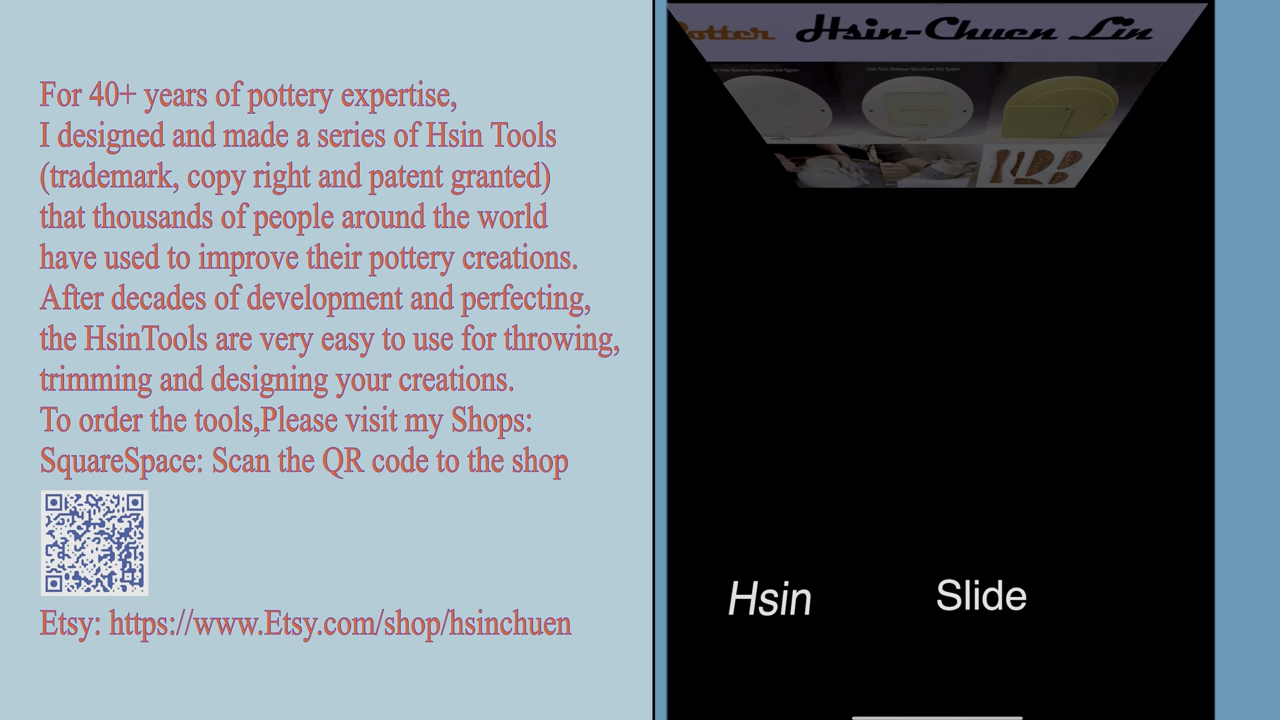 For 40+ years of pottery expertise,
I designed and made a series of Hsin Tools
(trademark, copy right and patent granted)
that thousands of people around the world
have used to improve their pottery creations.
After decades of development and perfecting,
the HsinTools are very easy to use for throwing,
trimming and designing your creations.
To order the tools,Please visit my Shops:
SquareSpace: Scan the QR code to the shop
Etsy: https://www.Etsy.com/shop/hsinchuen
Potter Hsin-Chuen Lin
Hsin Slide